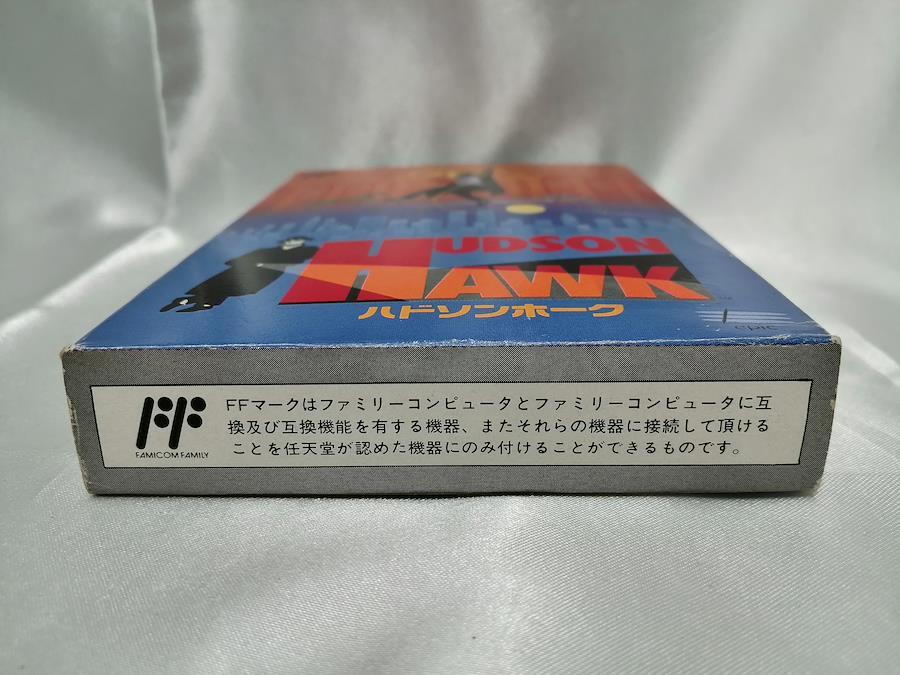 HUDSON
HAWK
ハドソンホーク
epic
FF
FAMICOM FAMILY
FFマークはファミリーコンピュータとファミリーコンピュータに互
換及び互換機能を有する機器、またそれらの機器に接続して頂ける
ことを任天堂が認めた機器にのみ付けることができるものです。